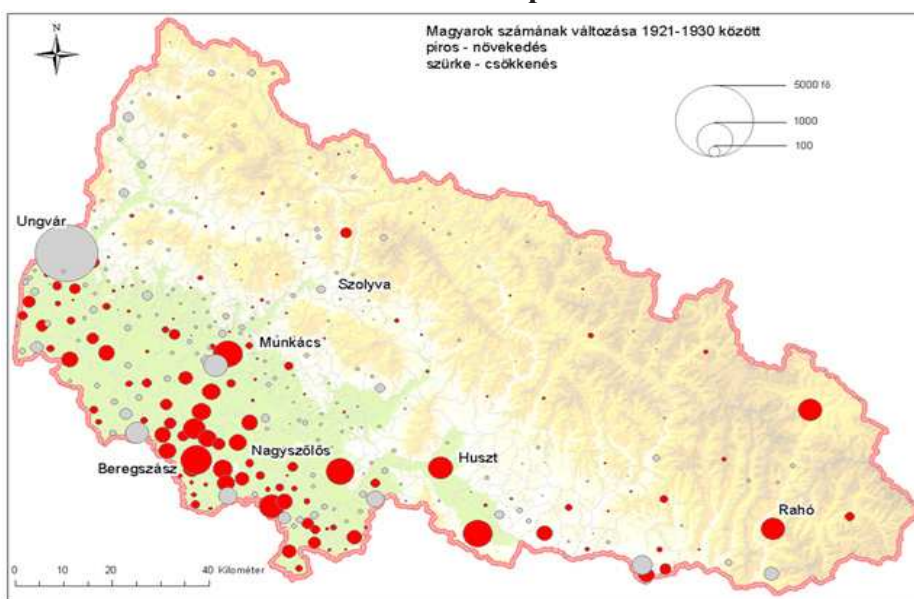 N
Magyarok számának változása 1921-1930 között
piros - növekedés
szürke - csökkenés
5000 fő
1000
100
Ungvár
Szolyva
Munkács
Nagyszőlős
Beregszász
Huszt
Rahó
0 10 20 40 Kilométer